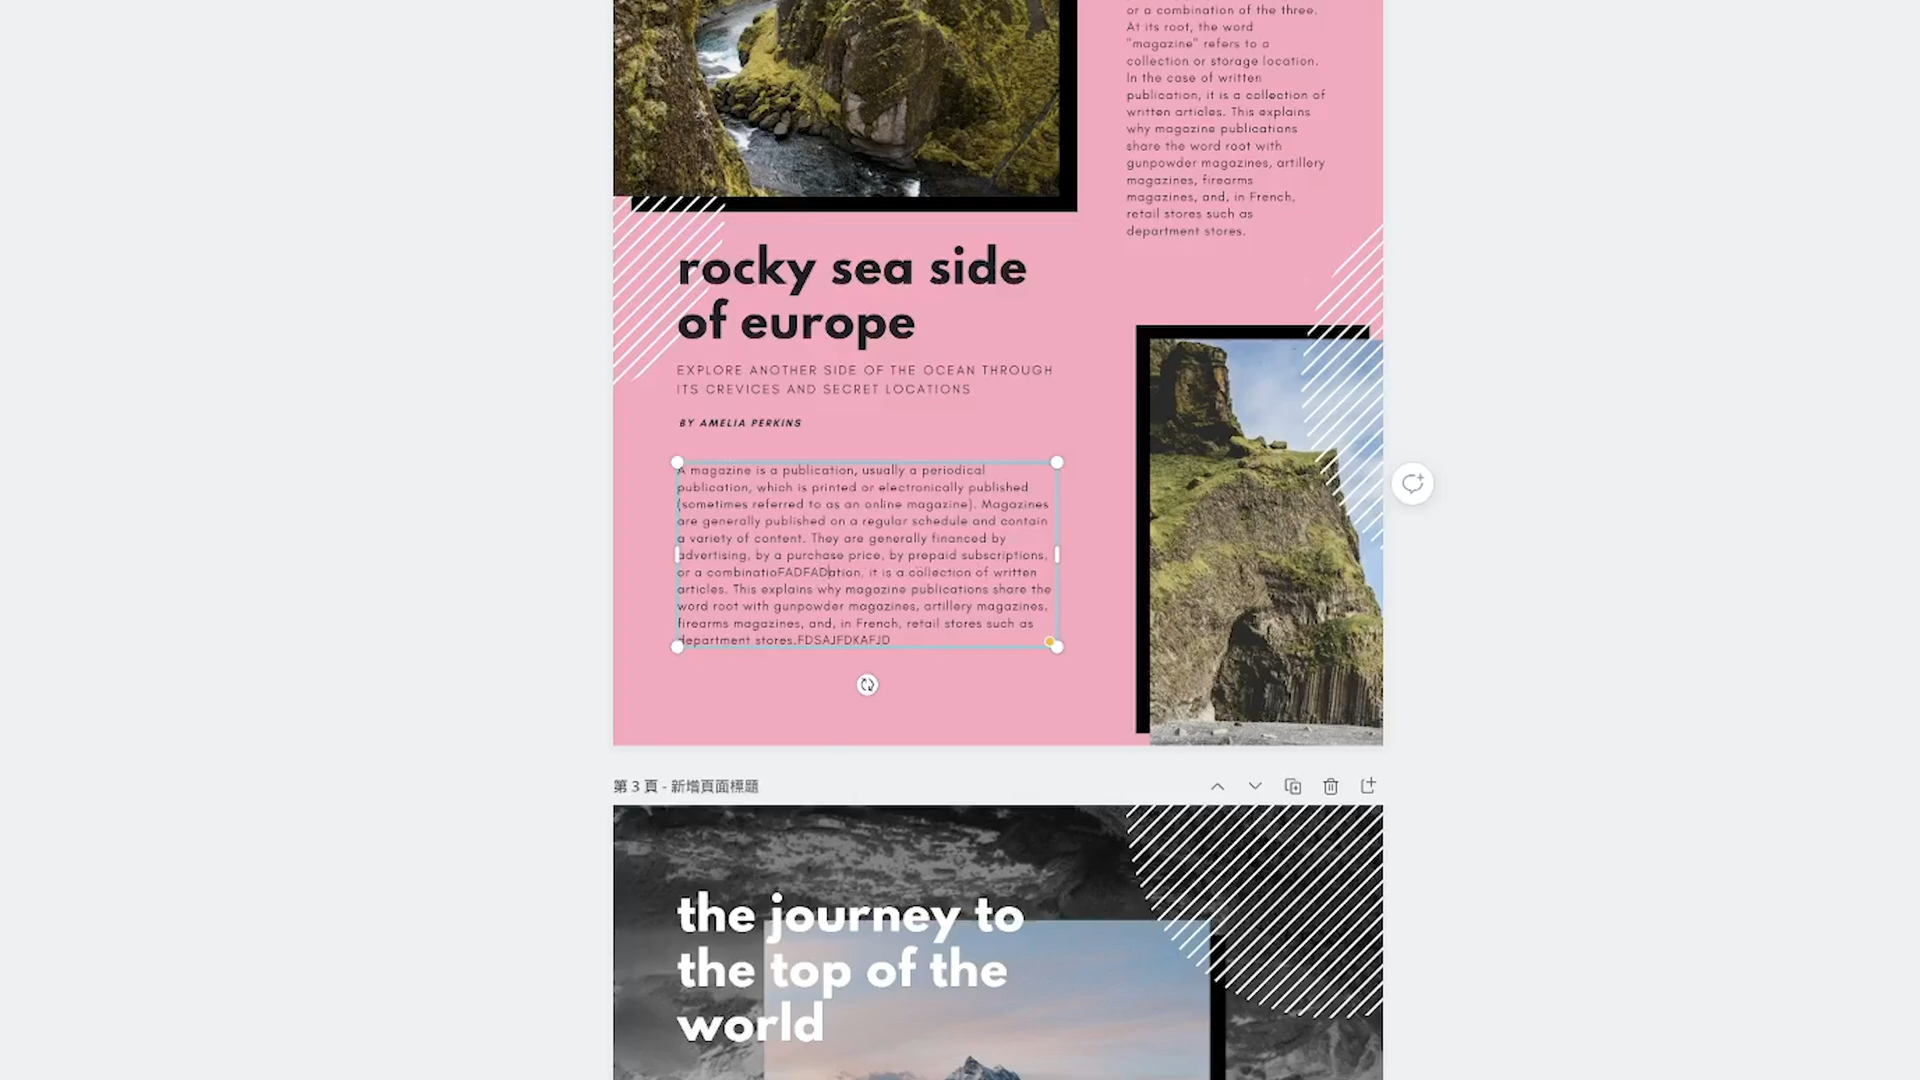 or a combination of the three.
At its root, the word
"magazine" refers to a
collection or storage location.
In the case of written
publication, it is a collection of
written articles. This explains
why magazine publications
share the word root with
gunpowder magazines, artillery
magazines, firearms
magazines, and, in French,
retail stores such as
department stores.
rocky sea side
of europe
EXPLORE ANOTHER SIDE OF THE OCEAN THROUGH
ITS CREVICES AND SECRET LOCATIONS
BY AMELIA PERKINS
A magazine is a publication, usually a periodical
publication, which is printed or electronically published
(sometimes referred to as an online magazine). Magazines
are generally published on a regular schedule and contain
a variety of content. They are generally financed by
advertising, by a purchase price, by prepaid subscriptions,
or a combinatioFADFADation, it is a collection of written
articles. This explains why magazine publications share the
word root with gunpowder magazines, artillery magazines,
firearms magazines, and, in French, retail stores such as
department stores.FDSAJFDKAFJD
第 3 頁 - 新增頁面標題
the journey to
the top of the
world